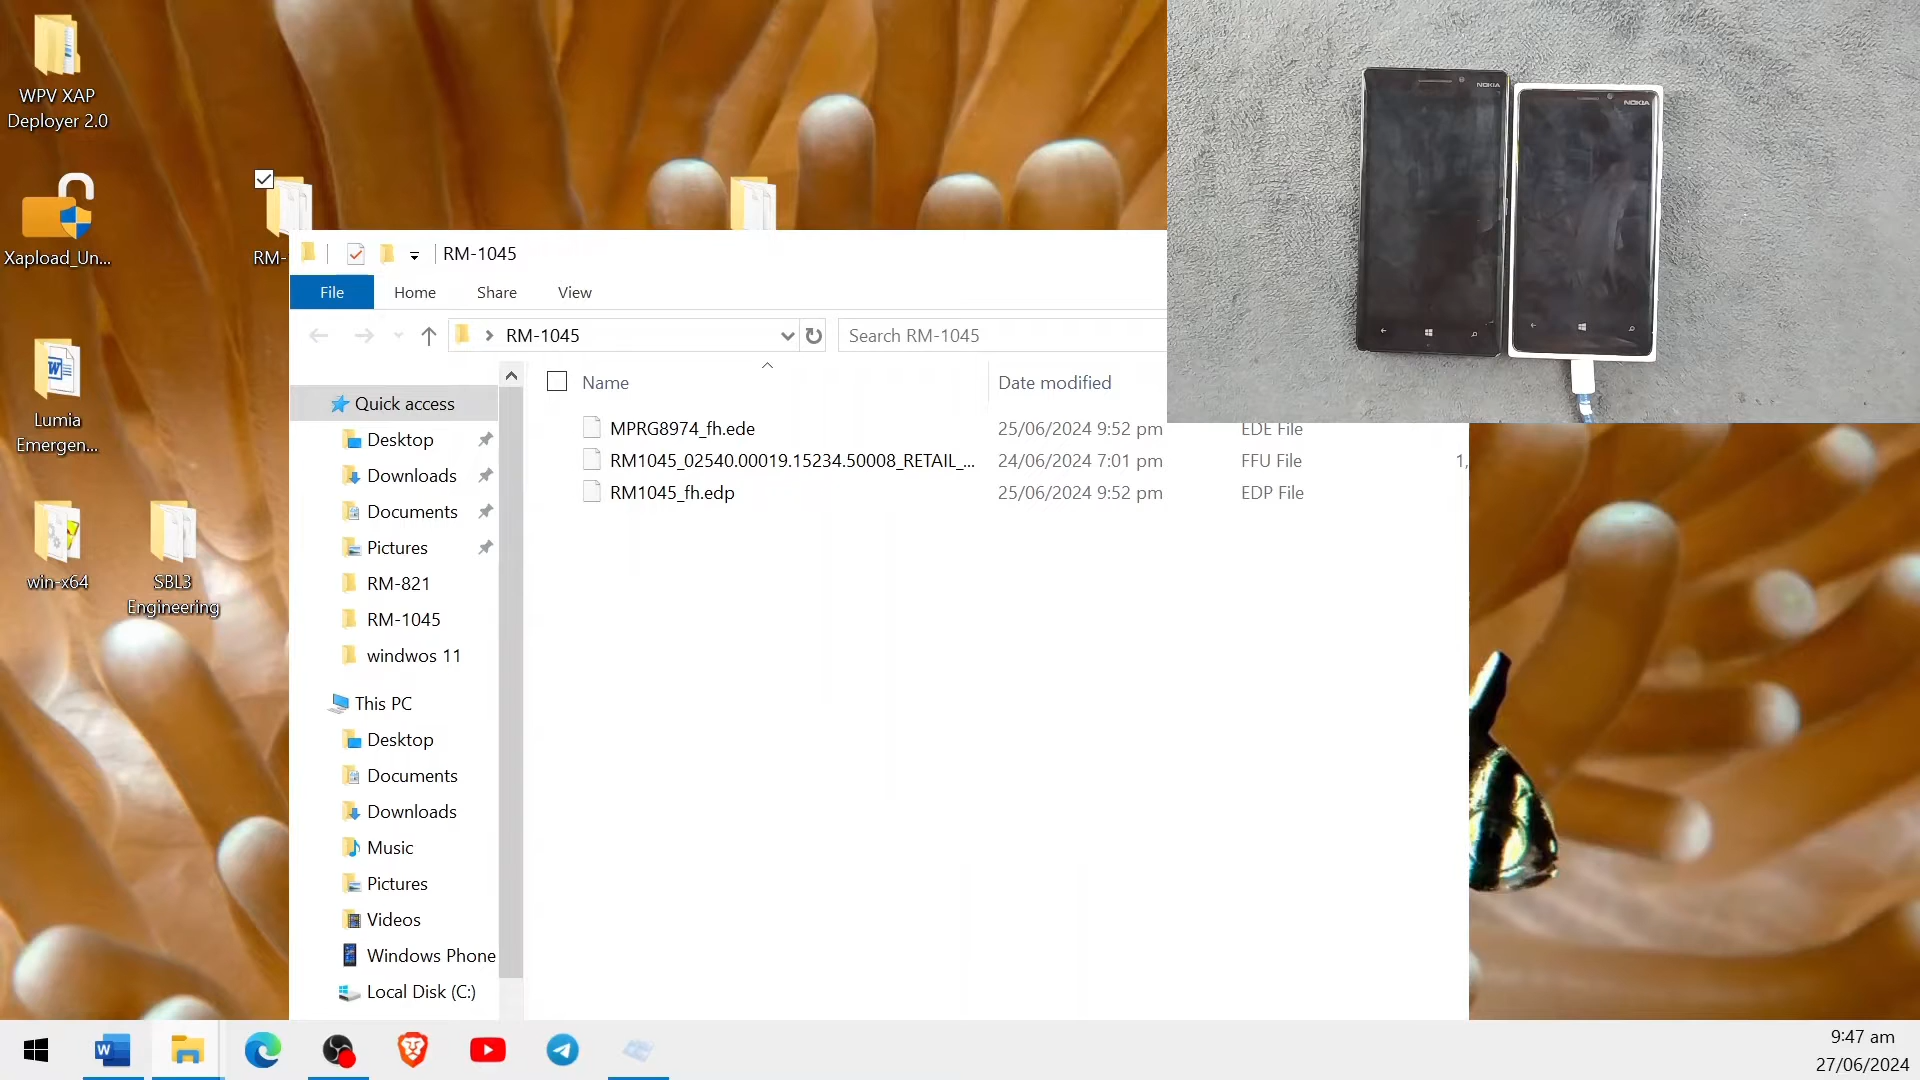 WPV XAP
Deployer 2.0
Xapload_Un...
Lumia
Emergen...
win-x64
SBL3
Engineering
RM-
RM-1045
File
Home
Share
View
RM-1045
Search RM-1045
Name
Date modified
MPRG8974_fh.ede
25/06/2024 9:52 pm
EDE File
RM1045_02540.00019.15234.50008_RETAIL_...
24/06/2024 7:01 pm
FFU File
1,
RM1045_fh.edp
25/06/2024 9:52 pm
EDP File
Quick access
Desktop
Downloads
Documents
Pictures
RM-821
RM-1045
windwos 11
This PC
Desktop
Documents
Downloads
Music
Pictures
Videos
Windows Phone
Local Disk (C:)
NOKIA
NOKIA
9:47 am
27/06/2024